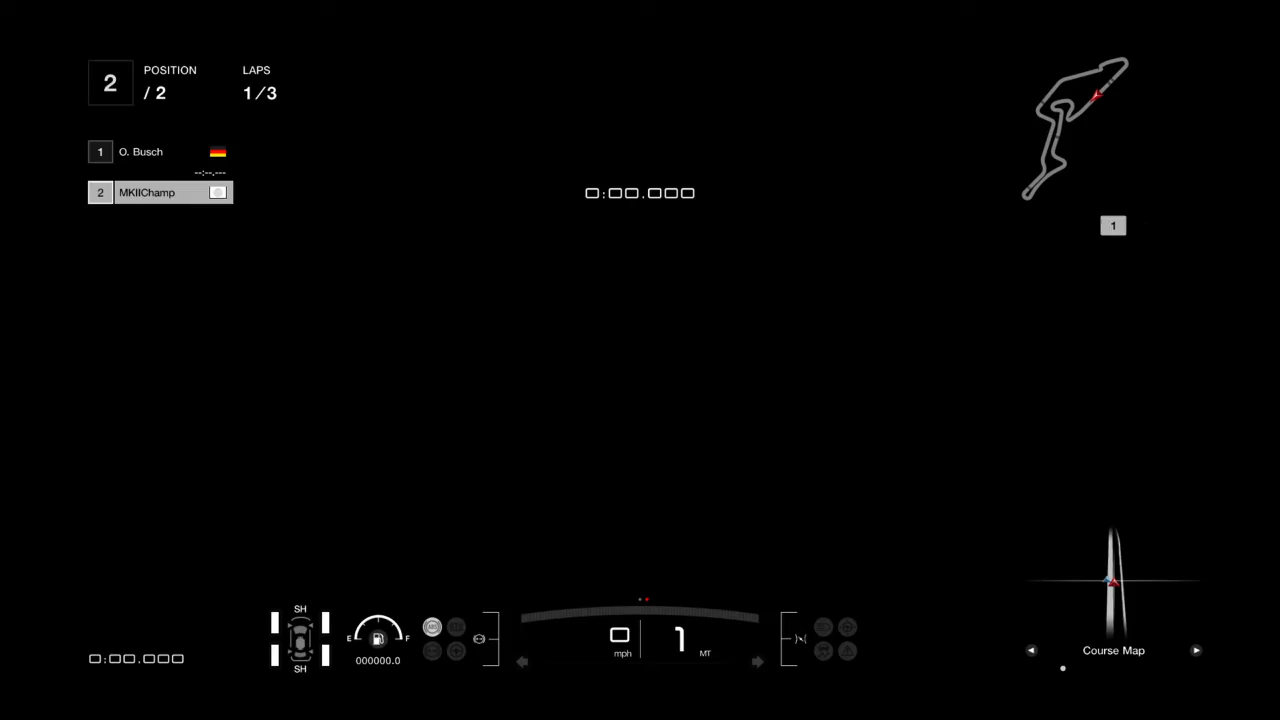 2
POSITION
/ 2
LAPS
1/3
1 O. Busch
--:--.---
2 MKIIChamp
0:00.000
1
SH
SH
E F
000000.0
ABS
0:00.000
0
mph
1
MT
Course Map